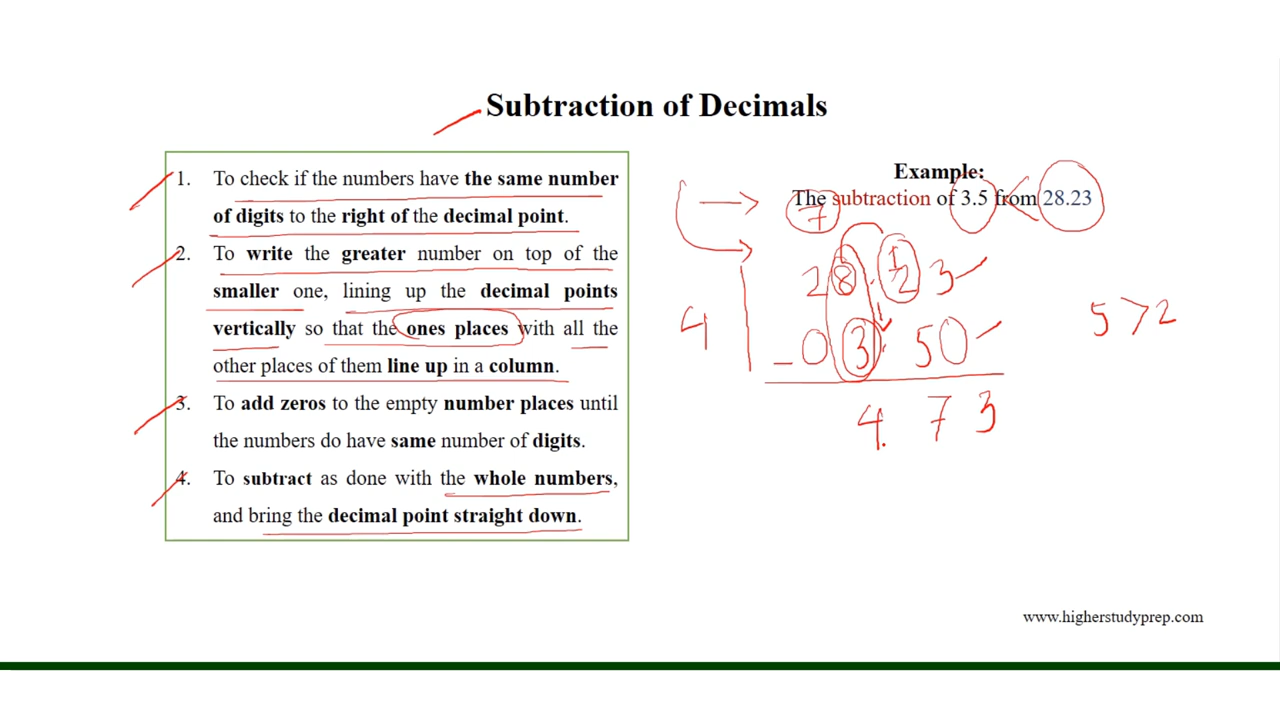 Subtraction of Decimals
1. To check if the numbers have the same number
of digits to the right of the decimal point.
2. To write the greater number on top of the
smaller one, lining up the decimal points
vertically so that the ones places with all the
other places of them line up in a column.
3. To add zeros to the empty number places until
the numbers do have same number of digits.
4. To subtract as done with the whole numbers,
and bring the decimal point straight down.
Example:
The subtraction of 3.5 from 28.23
7
1
28.23
- 03.50
4.73
4
5 > 2
www.higherstudyprep.com